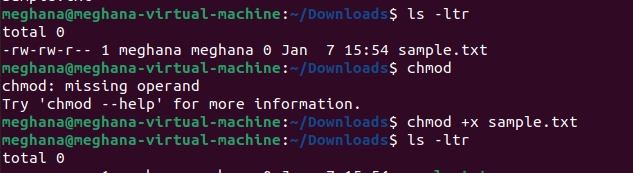 meghana@meghana-virtual-machine:~/Downloads$ ls -ltr
total 0
-rw-rw-r-- 1 meghana meghana 0 Jan  7 15:54 sample.txt
meghana@meghana-virtual-machine:~/Downloads$ chmod
chmod: missing operand
Try 'chmod --help' for more information.
meghana@meghana-virtual-machine:~/Downloads$ chmod +x sample.txt
meghana@meghana-virtual-machine:~/Downloads$ ls -ltr
total 0